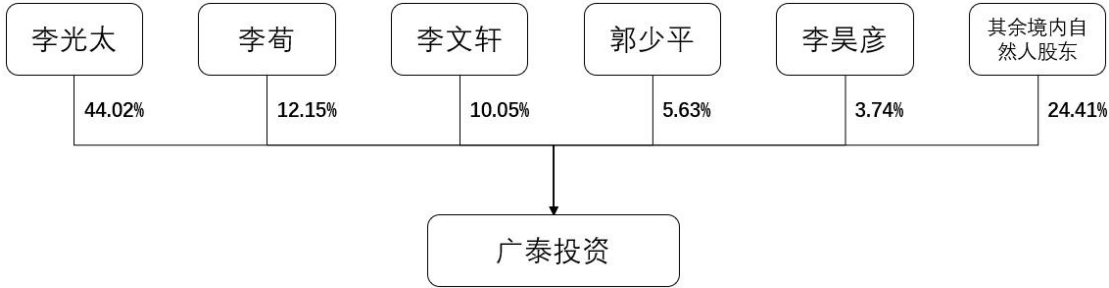 李光太
李荀
李文轩
郭少平
李昊彦
其余境内自
然人股东
44.02%
12.15%
10.05%
5.63%
3.74%
24.41%
广泰投资